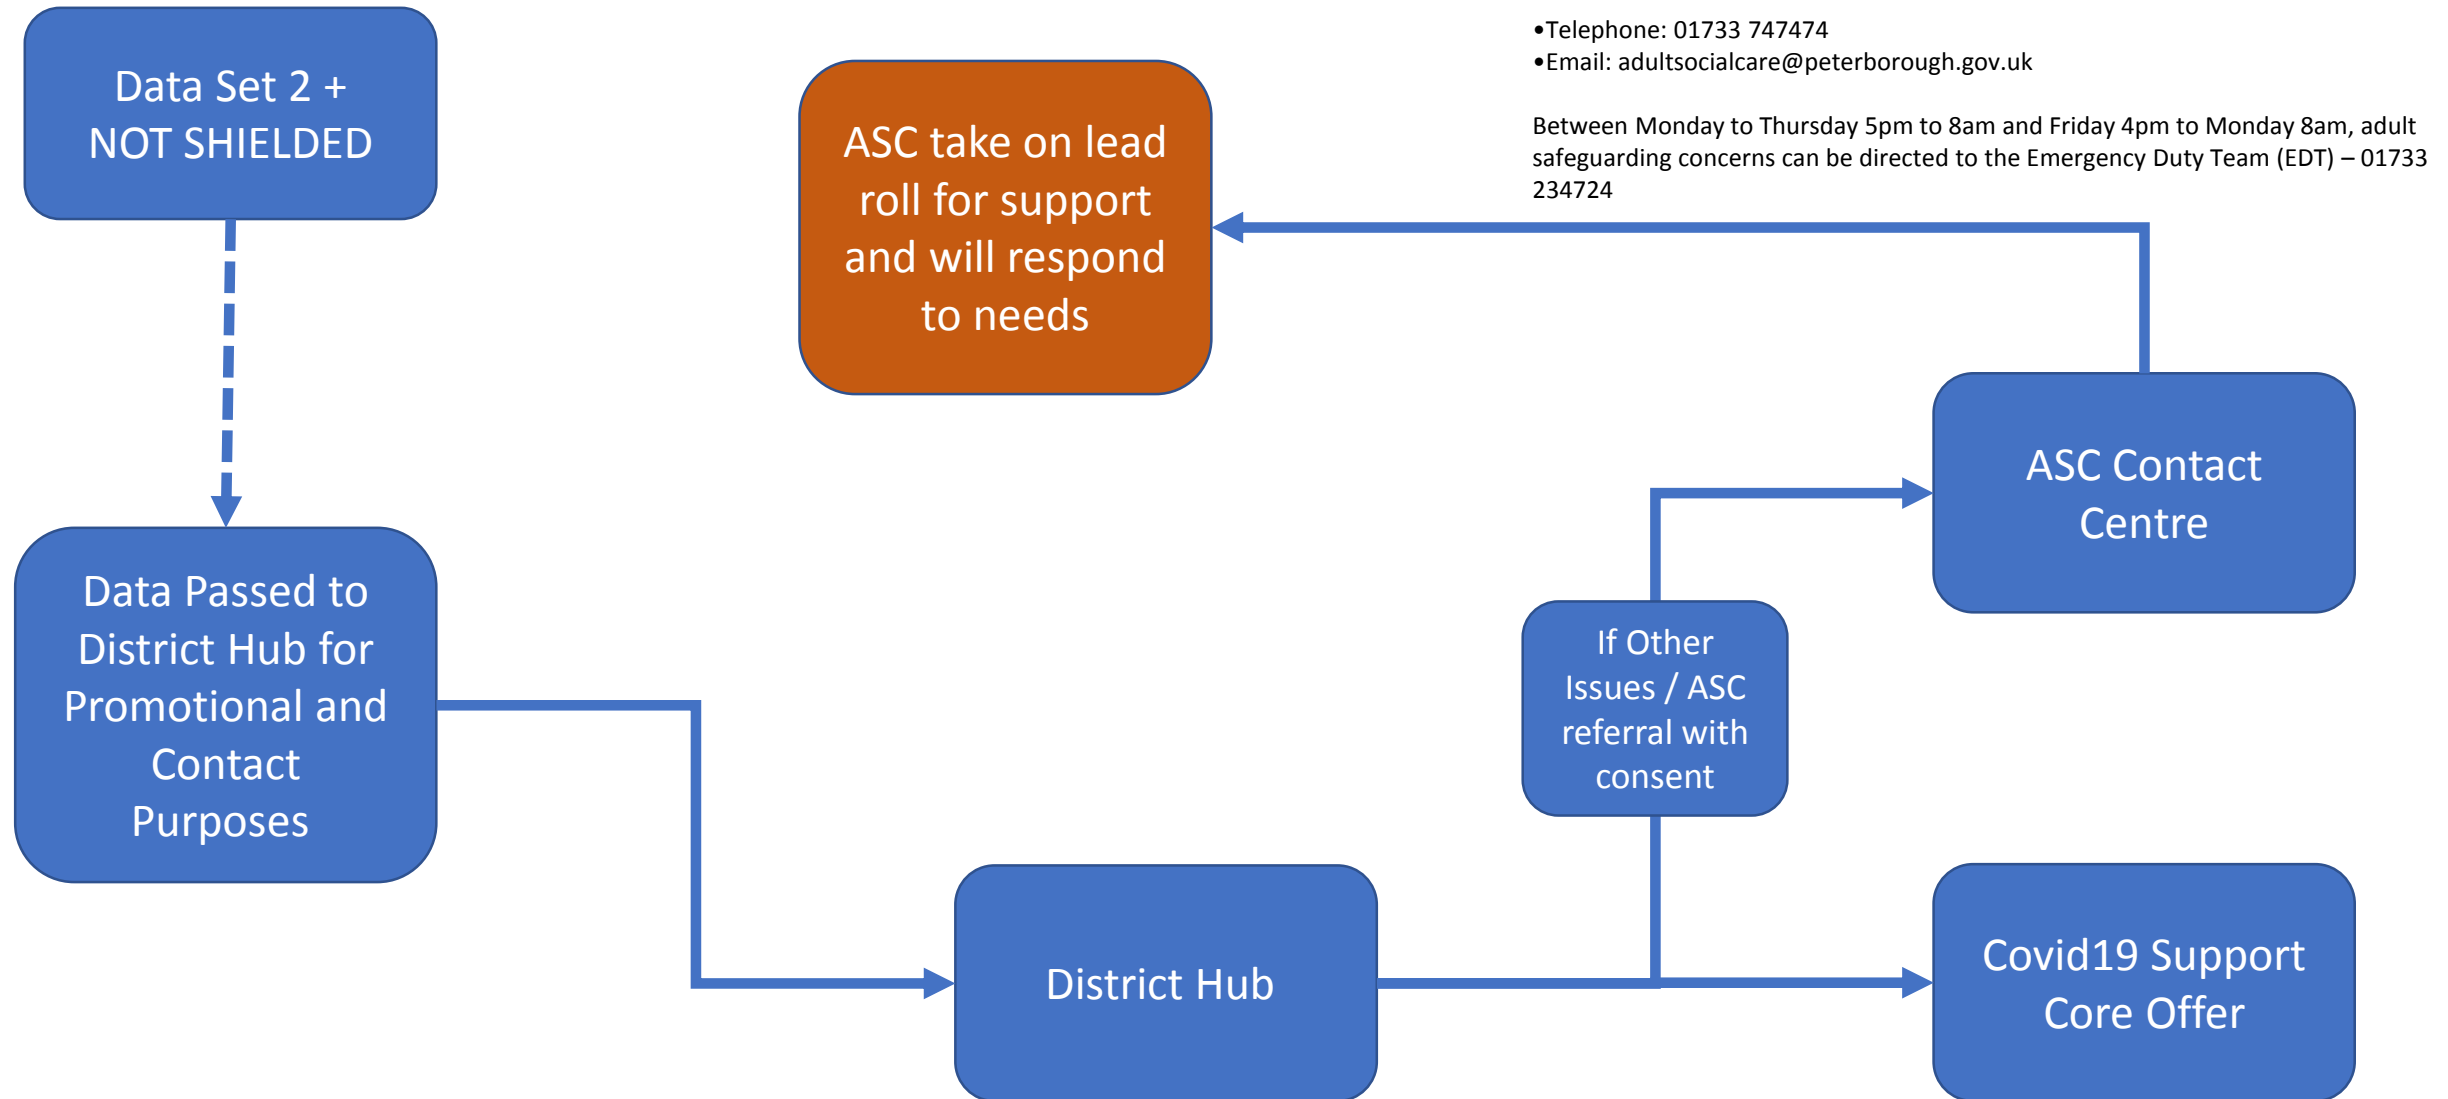 Data Set 2 +
NOT SHIELDED
•Telephone: 01733 747474
•Email: adultsocialcare@peterborough.gov.uk
Between Monday to Thursday 5pm to 8am and Friday 4pm to Monday 8am, adult
safeguarding concerns can be directed to the Emergency Duty Team (EDT) – 01733
234724
ASC take on lead
roll for support
and will respond
to needs
ASC Contact
Centre
Data Passed to
District Hub for
Promotional and
Contact
Purposes
If Other
Issues / ASC
referral with
consent
District Hub
Covid19 Support
Core Offer